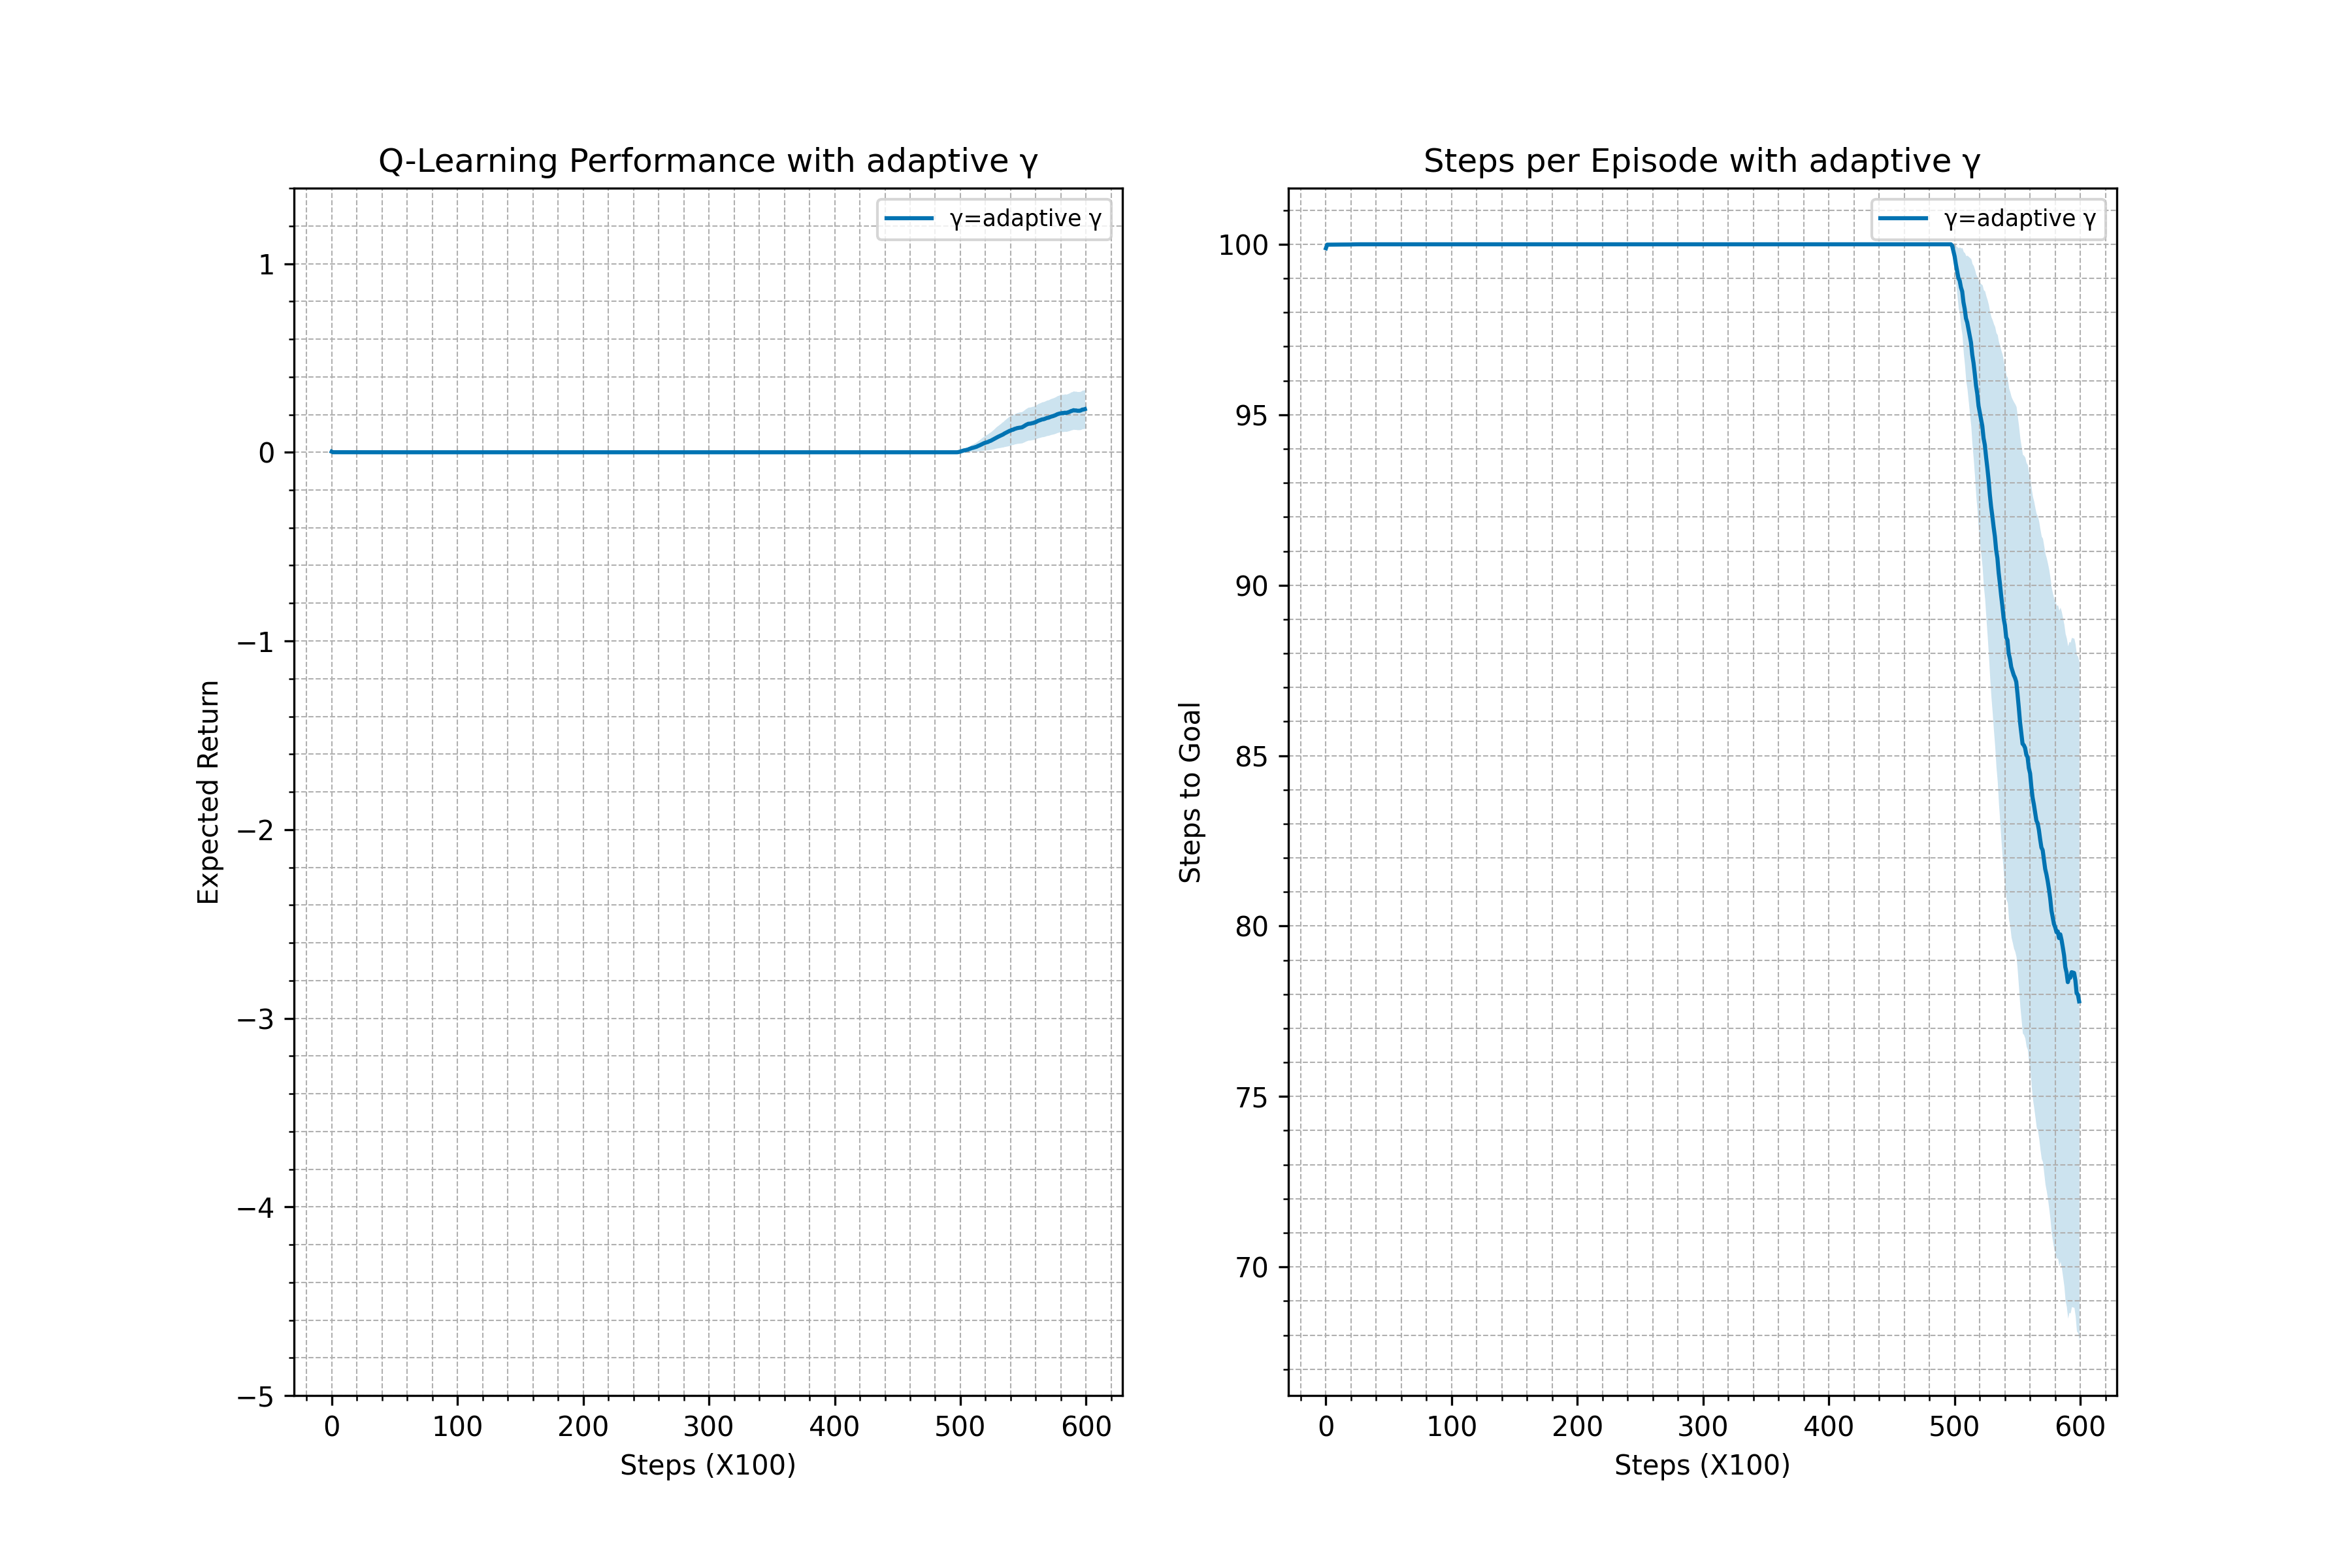 Q-Learning Performance with adaptive γ
γ=adaptive γ
1
0
−1
−2
−3
−4
−5
Expected Return
0 100 200 300 400 500 600
Steps (X100)
Steps per Episode with adaptive γ
γ=adaptive γ
100
95
90
85
80
75
70
Steps to Goal
0 100 200 300 400 500 600
Steps (X100)